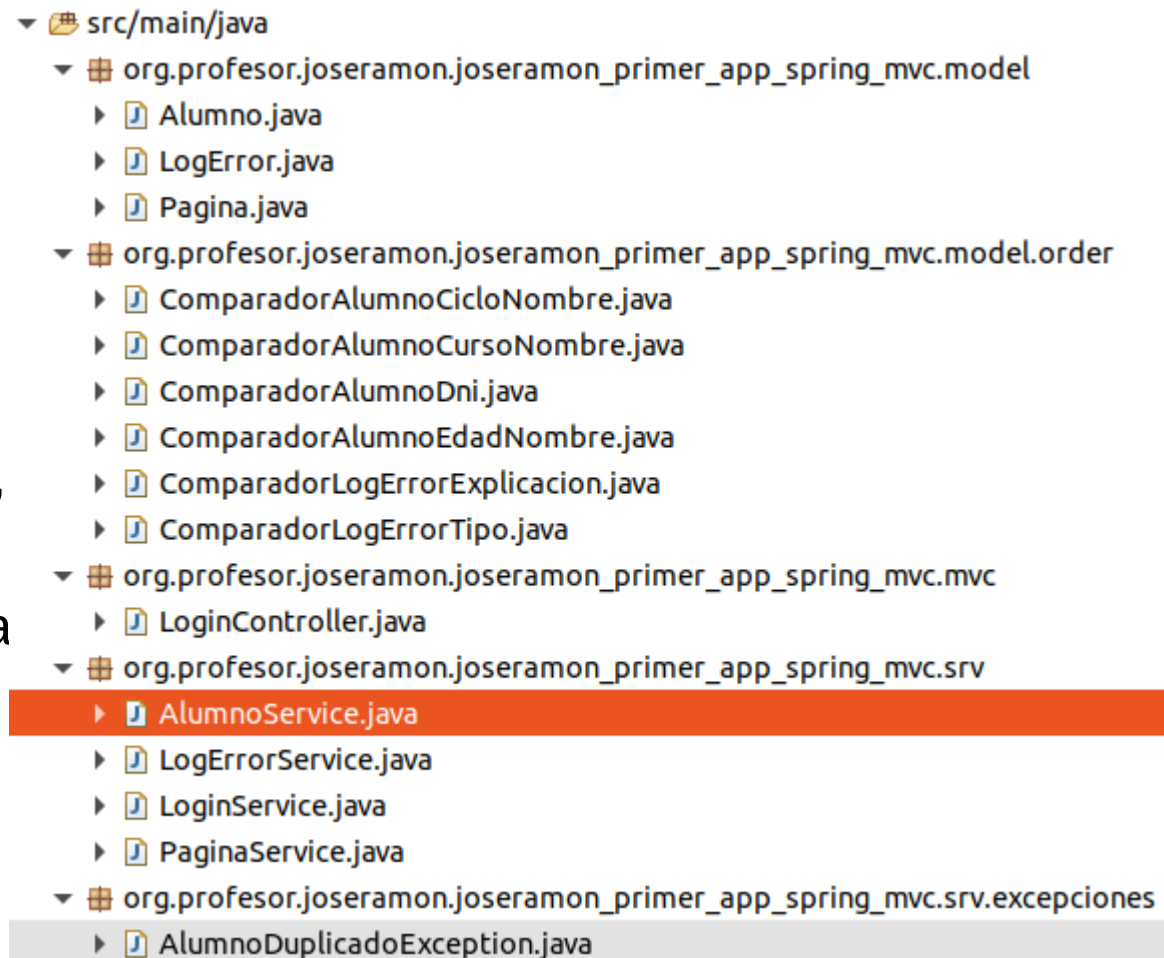 src/main/java
org.profesor.joseramon.joseramon_primer_app_spring_mvc.model
Alumno.java
LogError.java
Pagina.java
org.profesor.joseramon.joseramon_primer_app_spring_mvc.model.order
ComparadorAlumnoCicloNombre.java
ComparadorAlumnoCursoNombre.java
ComparadorAlumnoDni.java
ComparadorAlumnoEdadNombre.java
,
ComparadorLogErrorExplicacion.java
ComparadorLogErrorTipo.java
org.profesor.joseramon.joseramon_primer_app_spring_mvc.mvc
a
LoginController.java
org.profesor.joseramon.joseramon_primer_app_spring_mvc.srv
AlumnoService.java
LogErrorService.java
LoginService.java
PaginaService.java
org.profesor.joseramon.joseramon_primer_app_spring_mvc.srv.excepciones
AlumnoDuplicadoException.java